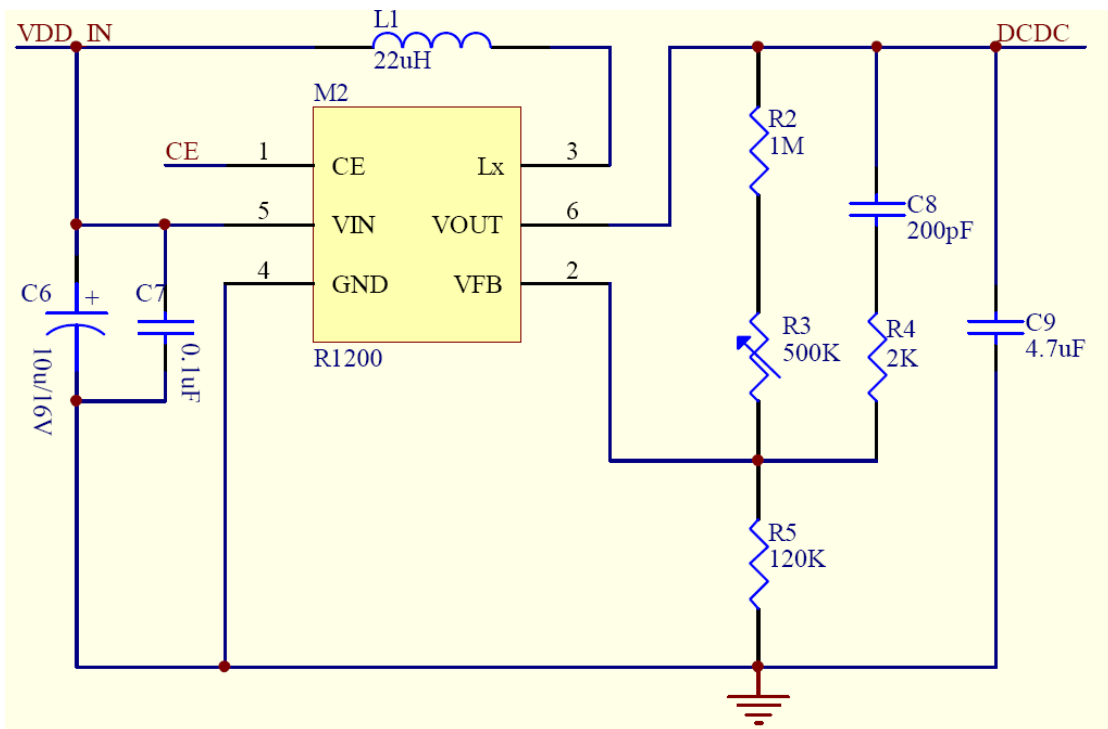 VDD_IN
L1
22uH
DCDC
M2
CE
1
CE
Lx
3
5
VIN
VOUT
6
4
GND
VFB
2
R1200
C6
+
10u/16V
C7
0.1uF
R2
1M
C8
200pF
R3
500K
R4
2K
C9
4.7uF
R5
120K